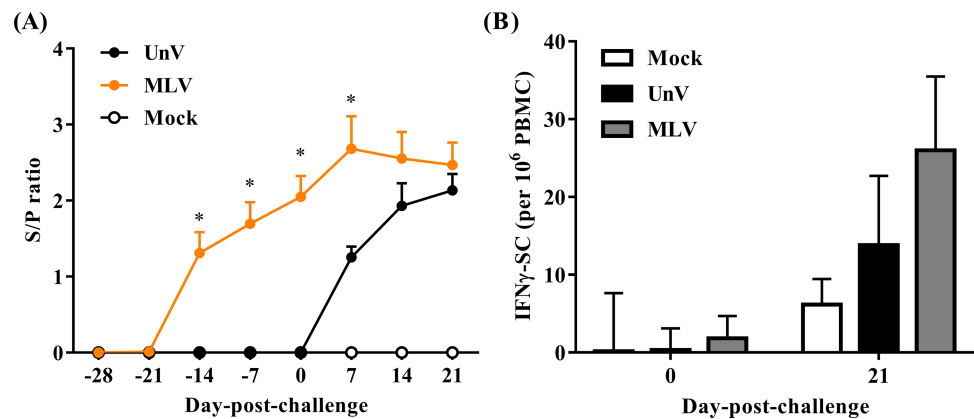 (A)
UnV
MLV
Mock
S/P ratio
4
3
2
1
0
* * * *
-28 -21 -14 -7 0 7 14 21
Day-post-challenge
(B)
Mock
UnV
MLV
IFNγ-SC (per 10⁶ PBMC)
40
30
20
10
0
0 21
Day-post-challenge